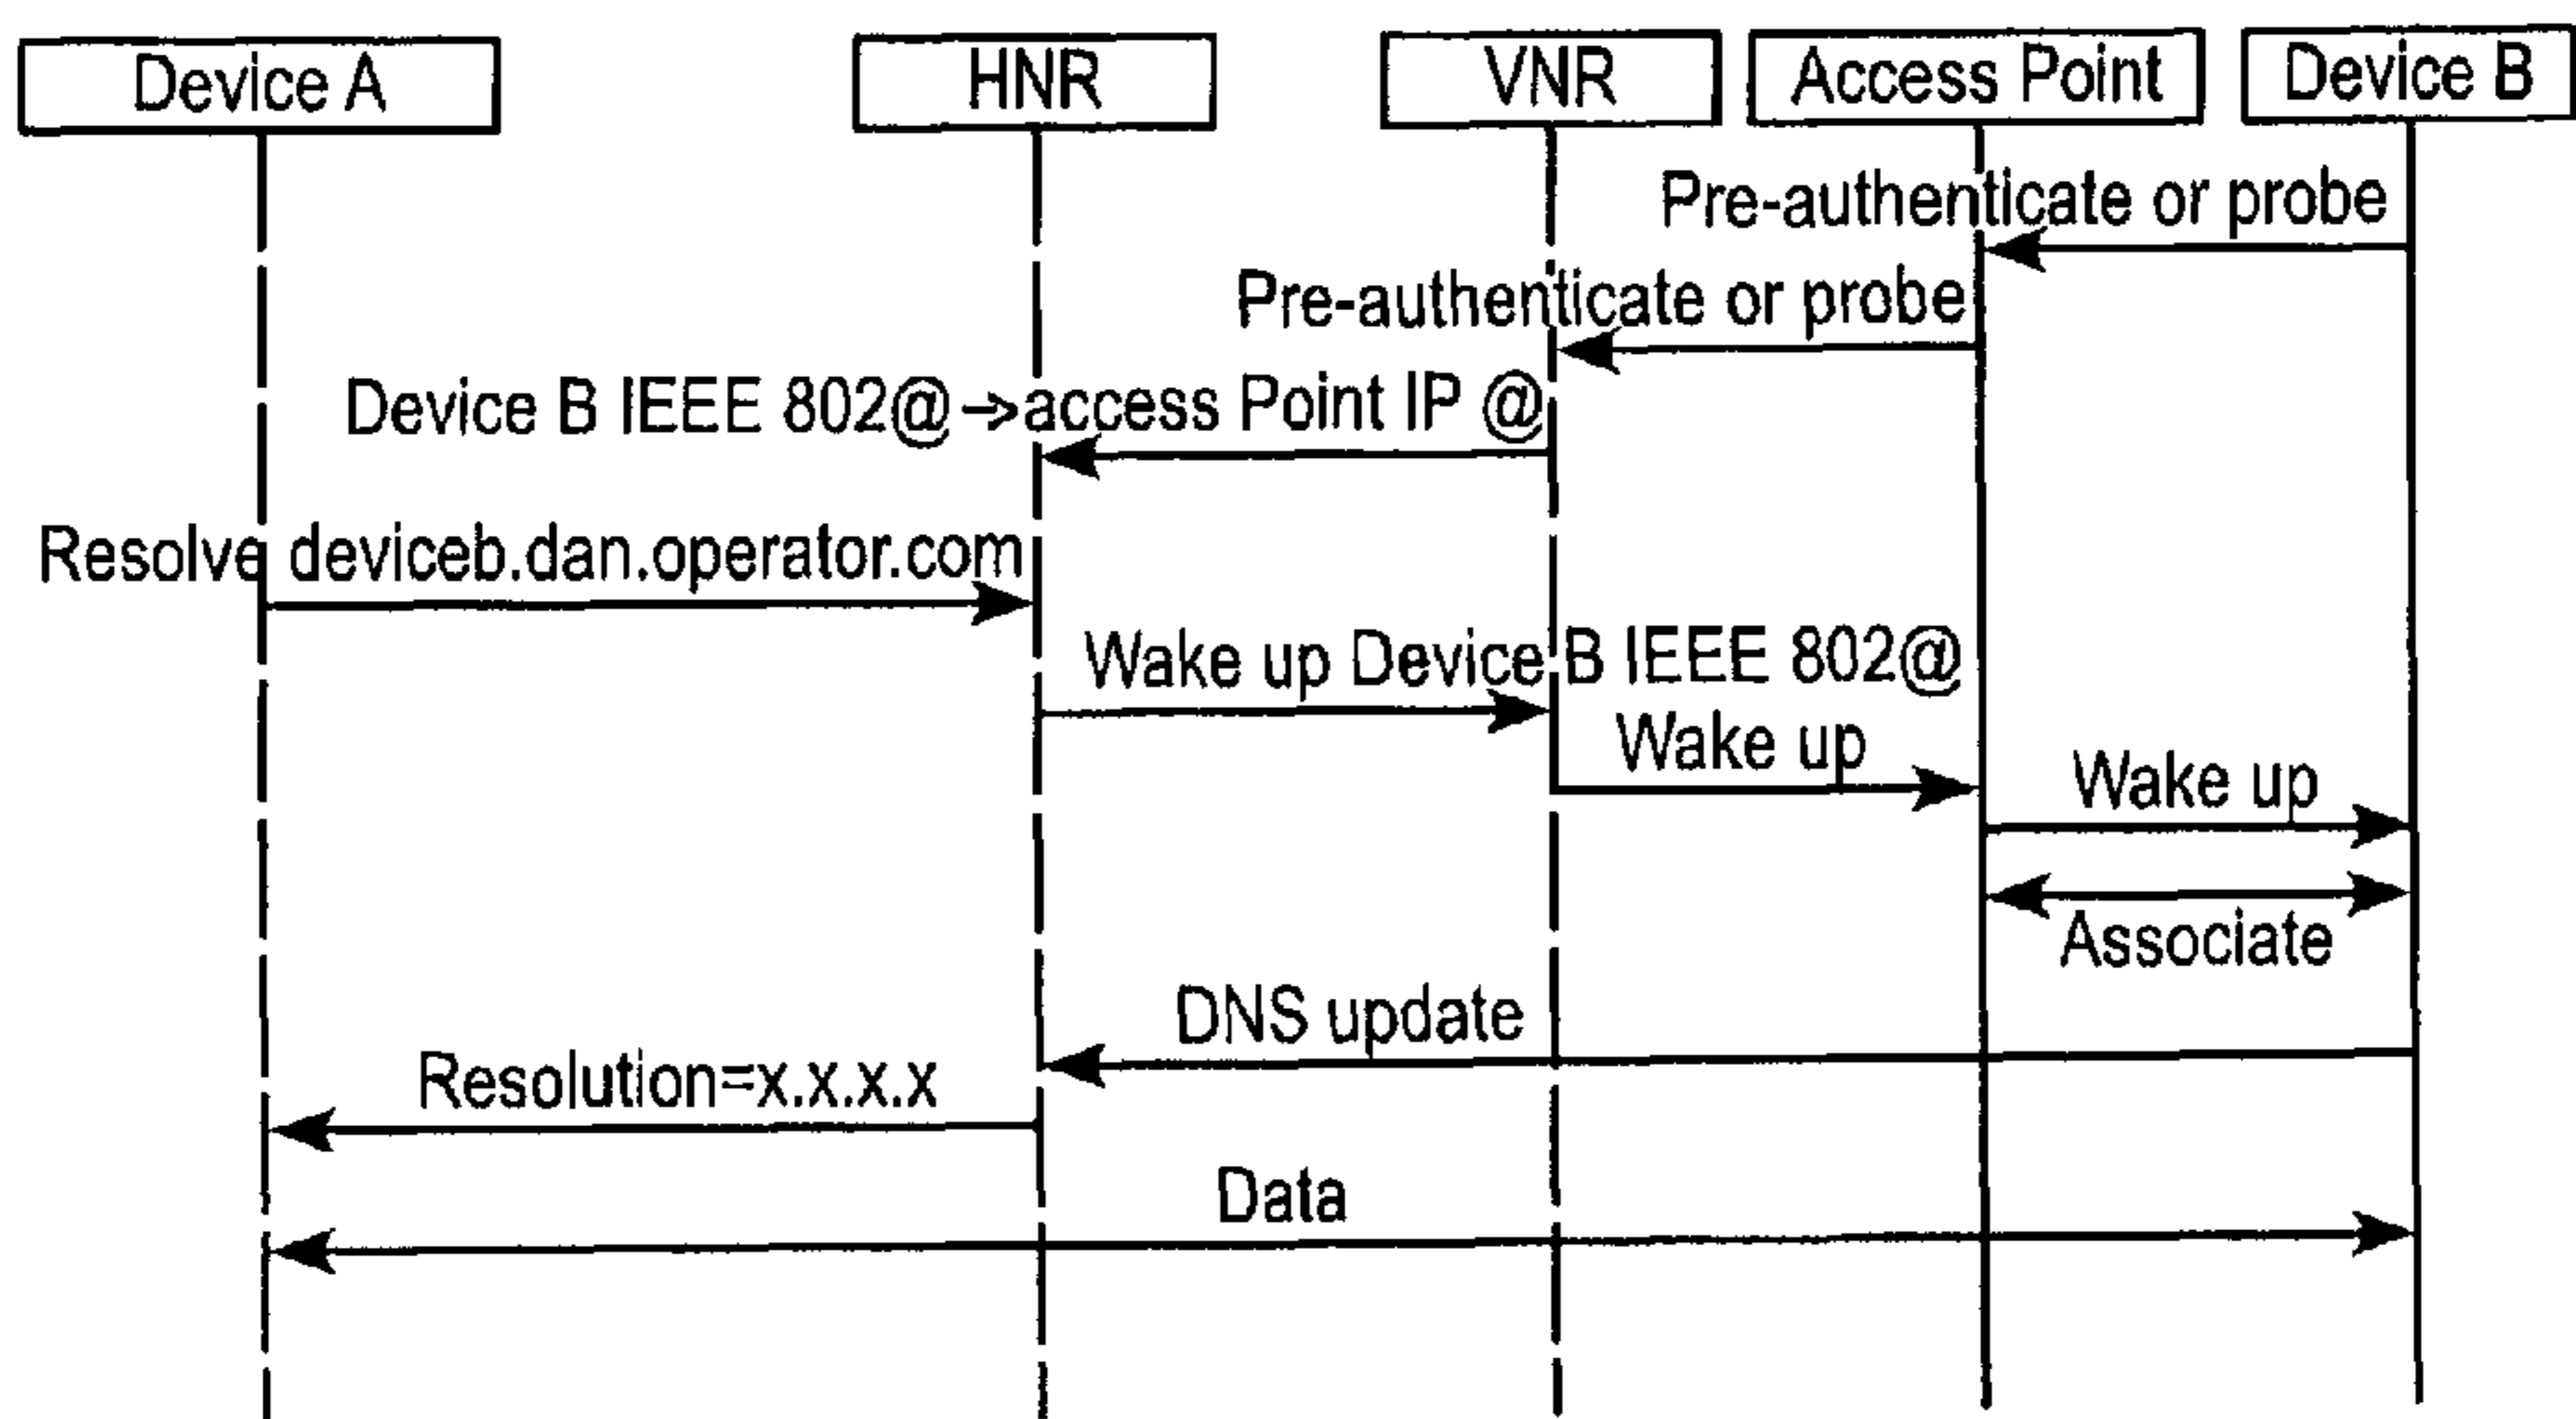 Device A
HNR
VNR
Access Point
Device B
Pre-authenticate or probe
Pre-authenticate or probe
Device B IEEE 802@->access Point IP @
Resolve deviceb.dan.operator.com
Wake up Device B IEEE 802@
Wake up
Wake up
Associate
DNS update
Resolution=x.x.x.x
Data